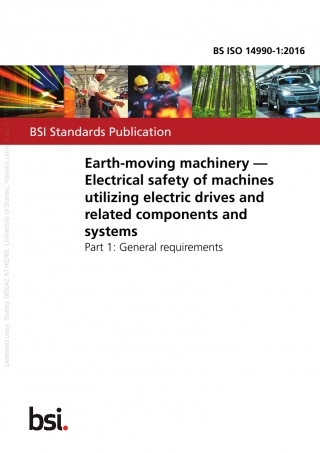 BS ISO 14990-1:2016
BSI Standards Publication
Earth-moving machinery —
Electrical safety of machines
utilizing electric drives and
related components and
systems
Part 1: General requirements
bsi.